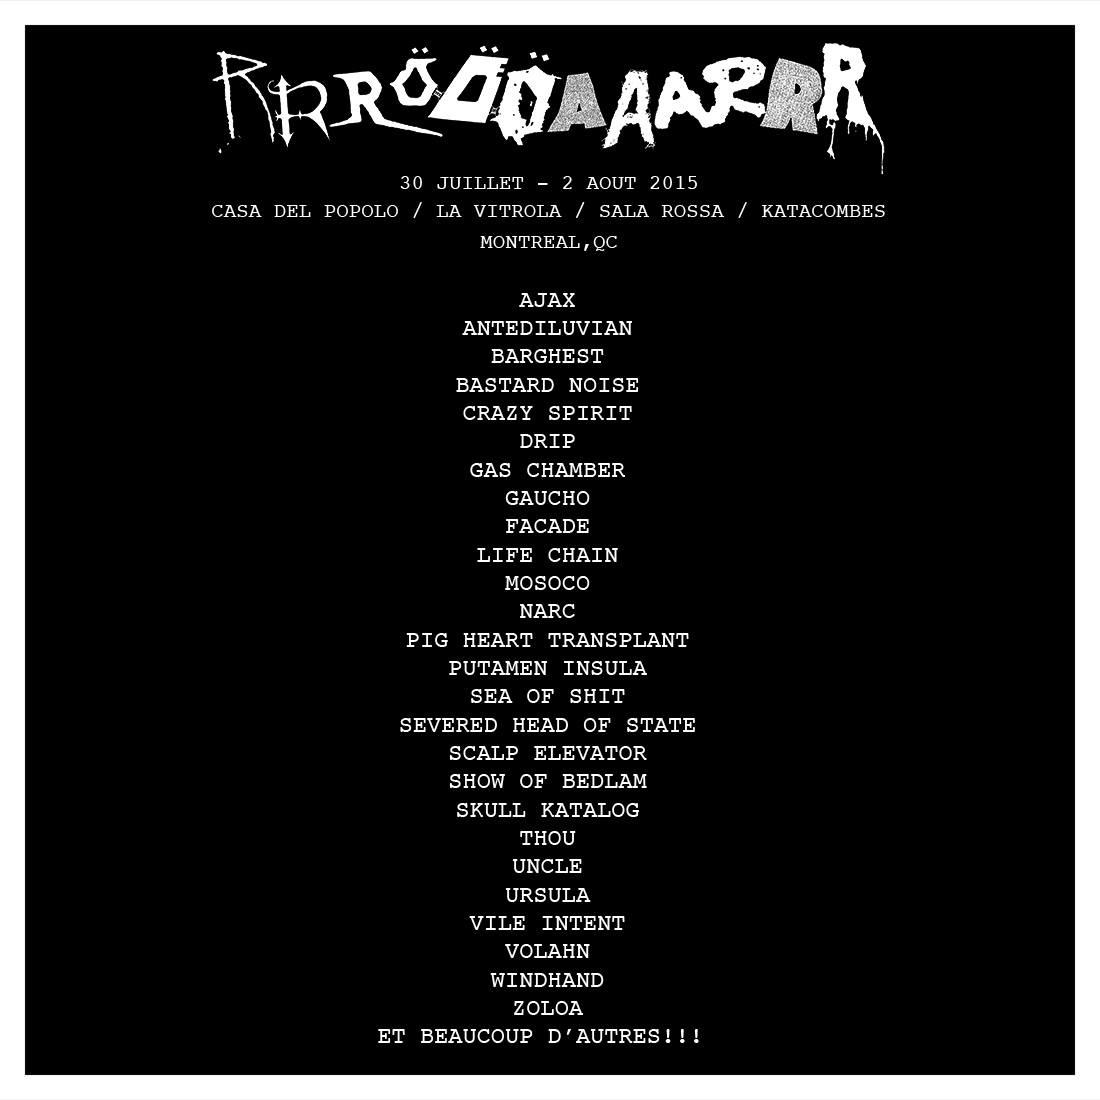 RRRÖÖÖAAARRR
30 JUILLET – 2 AOUT 2015
CASA DEL POPOLO / LA VITROLA / SALA ROSSA / KATACOMBES
MONTREAL,QC
AJAX
ANTEDILUVIAN
BARGHEST
BASTARD NOISE
CRAZY SPIRIT
DRIP
GAS CHAMBER
GAUCHO
FACADE
LIFE CHAIN
MOSOCO
NARC
PIG HEART TRANSPLANT
PUTAMEN INSULA
SEA OF SHIT
SEVERED HEAD OF STATE
SCALP ELEVATOR
SHOW OF BEDLAM
SKULL KATALOG
THOU
UNCLE
URSULA
VILE INTENT
VOLAHN
WINDHAND
ZOLOA
ET BEAUCOUP D’AUTRES!!!